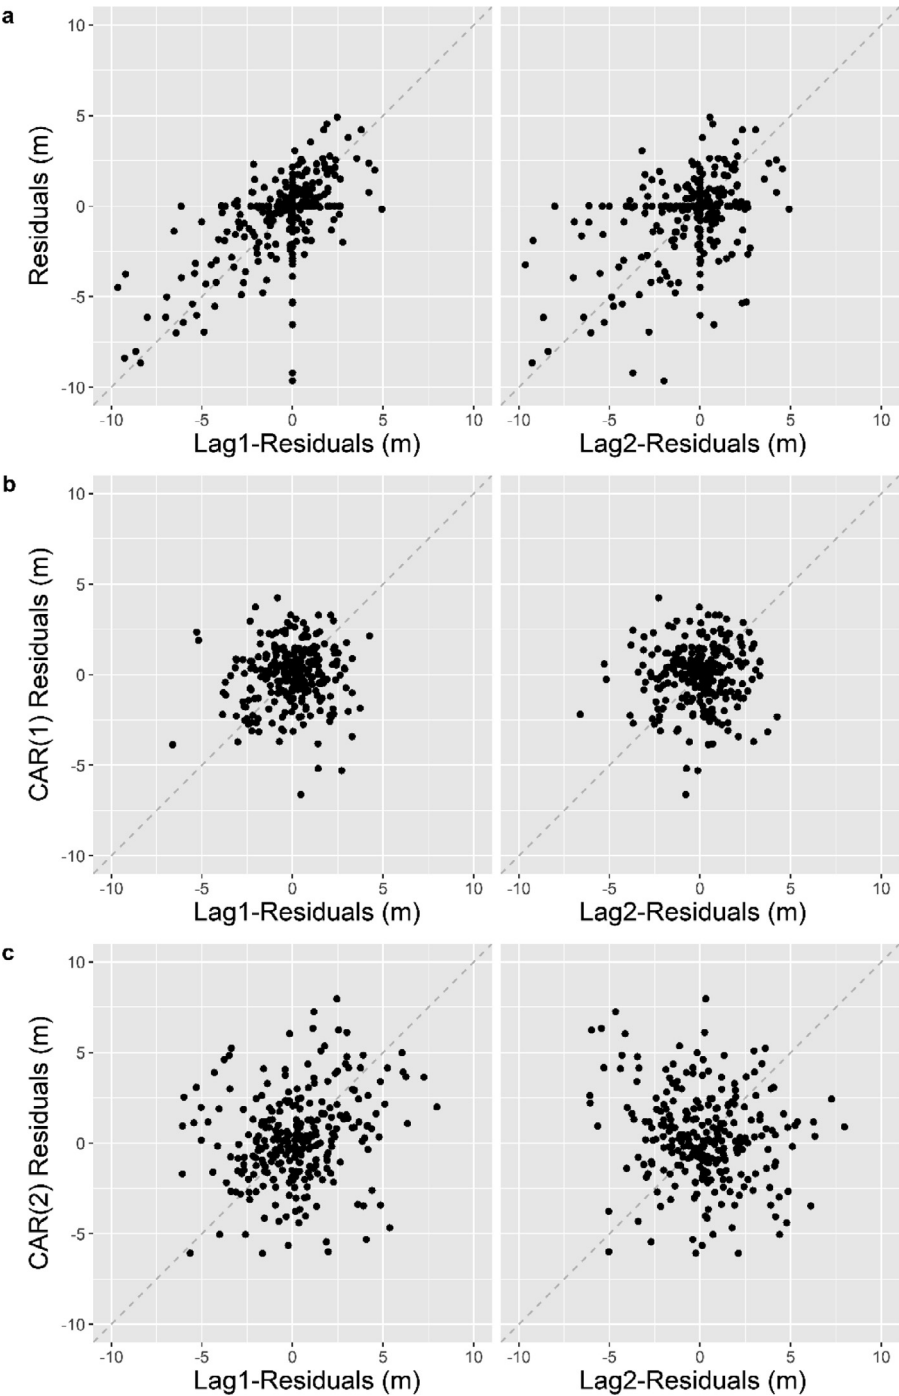 a
10
5
0
-5
-10
Residuals (m)
-10 -5 0 5 10
-10 -5 0 5 10
Lag1-Residuals (m)
Lag2-Residuals (m)
b
10
5
0
-5
-10
CAR(1) Residuals (m)
-10 -5 0 5 10
-10 -5 0 5 10
Lag1-Residuals (m)
Lag2-Residuals (m)
c
10
5
0
-5
-10
CAR(2) Residuals (m)
-10 -5 0 5 10
-10 -5 0 5 10
Lag1-Residuals (m)
Lag2-Residuals (m)